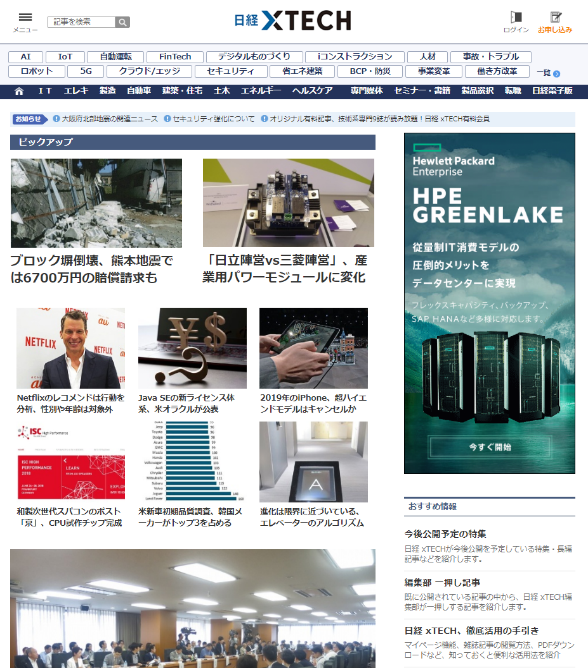 メニュー
記事を検索
日経 XTECH
ログイン
お申し込み
AI IoT 自動運転 FinTech デジタルものづくり iコンストラクション 人材 事故・トラブル
ロボット 5G クラウド/エッジ セキュリティ 省エネ建築 BCP・防災 事業変革 働き方改革 一覧
IT エレキ 製造 自動車 建築・住宅 土木 エネルギー ヘルスケア 専門媒体 セミナー・書籍 製品選択 転職 日経電子版
お知らせ 大阪府北部地震の関連ニュース セキュリティ強化について オリジナル有料記事、技術系専門9誌が読み放題！日経 xTECH有料会員
ピックアップ
ブロック塀倒壊、熊本地震で
は6700万円の賠償請求も
「日立陣営vs三菱陣営」、産
業用パワーモジュールに変化
NETFLIX
Netflixのレコメンドは行動を
分析、性別や年齢は対象外
Java SEの新ライセンス体
系、米オラクルが公表
2019年のiPhone、超ハイエ
ンドモデルはキャンセルか
ISC High Performance
ISC HIGH
PERFORMANCE
2018
LEARN
和製次世代スパコンのポスト
「京」、CPU試作チップ完成
米新車初期品質調査、韓国メ
ーカーがトップ3を占める
A
進化は限界に近づいている、
エレベーターのアルゴリズム
Hewlett Packard
Enterprise
HPE
GREENLAKE
従量制IT消費モデルの
圧倒的メリットを
データセンターに実現
フレックスキャパシティ、バックアップ、
SAP HANAなど多様に対応します。
今すぐ開始
おすすめ情報
今後公開予定の特集
日経 xTECHが今後公開を予定している特集・長編
記事などを紹介します。
編集部 一押し記事
既に公開されている記事の中から、日経 xTECH編
集部が一押しする記事を紹介します。
日経 xTECH、徹底活用の手引き
マイページ機能、雑誌記事の閲覧方法、PDFダウン
ロードなど、知っておくと便利な活用法を紹介